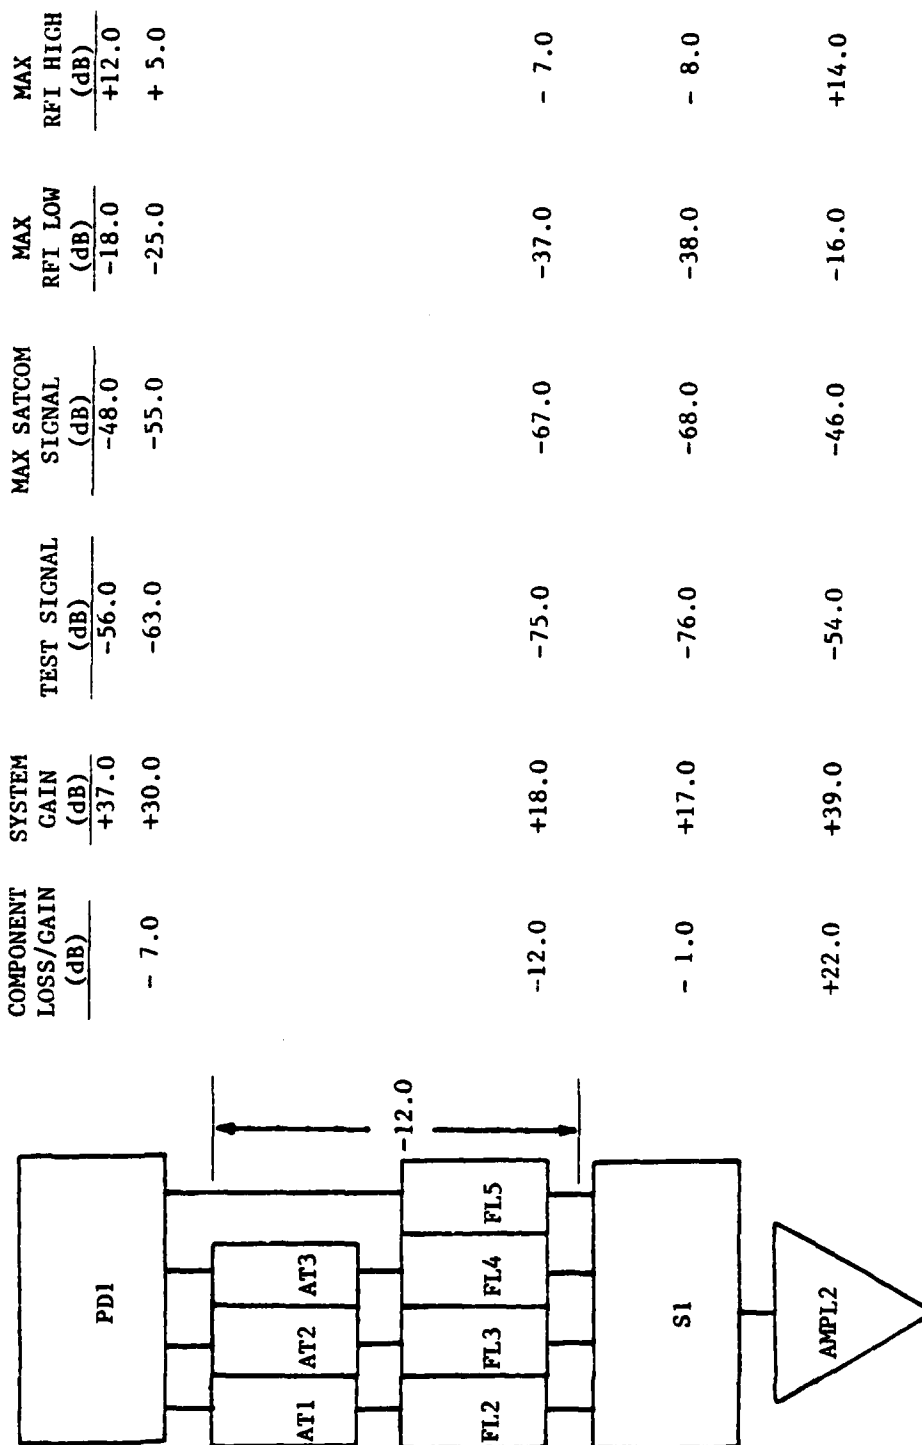 COMPONENT
LOSS/GAIN
(dB)
SYSTEM
GAIN
(dB)
TEST SIGNAL
(dB)
MAX SATCOM
SIGNAL
(dB)
MAX
RFI LOW
(dB)
MAX
RFI HIGH
(dB)
+37.0 -56.0 -48.0 -18.0 +12.0
PD1 - 7.0 +30.0 -63.0 -55.0 -25.0 + 5.0
AT1 AT2 AT3
-12.0
FL2 FL3 FL4 FL5 -12.0 +18.0 -75.0 -67.0 -37.0 - 7.0
S1 - 1.0 +17.0 -76.0 -68.0 -38.0 - 8.0
AMPL2 +22.0 +39.0 -54.0 -46.0 -16.0 +14.0